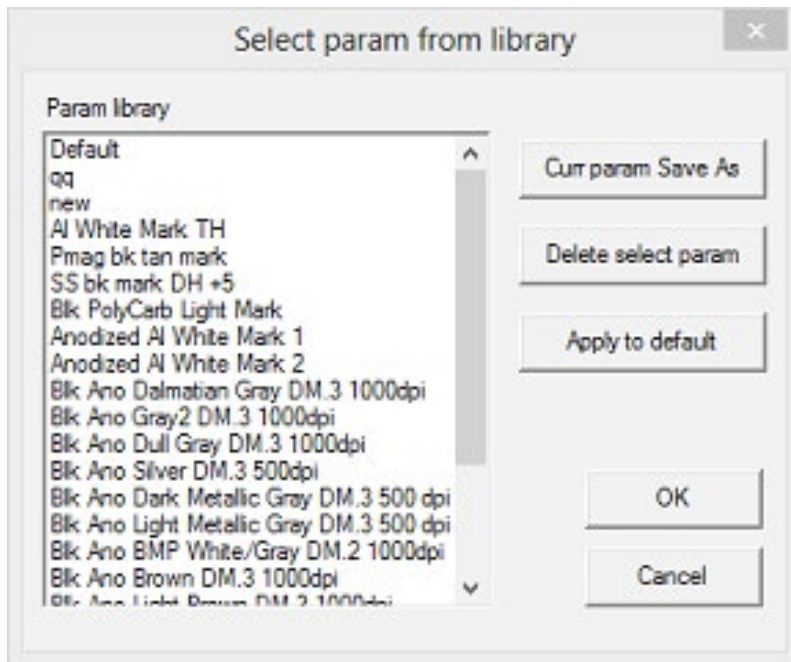 Select param from library
Param library
Default
qq
new
Al White Mark TH
Pmag bk tan mark
SS bk mark DH +5
Blk PolyCarb Light Mark
Anodized Al White Mark 1
Anodized Al White Mark 2
Blk Ano Dalmatian Gray DM.3 1000dpi
Blk Ano Gray2 DM.3 1000dpi
Blk Ano Dull Gray DM.3 1000dpi
Blk Ano Silver DM.3 500dpi
Blk Ano Dark Metallic Gray DM.3 500 dpi
Blk Ano Light Metallic Gray DM.3 500 dpi
Blk Ano BMP White/Gray DM.2 1000dpi
Blk Ano Brown DM.3 1000dpi
Blk Ano Light Brown
Curr param Save As
Delete select param
Apply to default
OK
Cancel